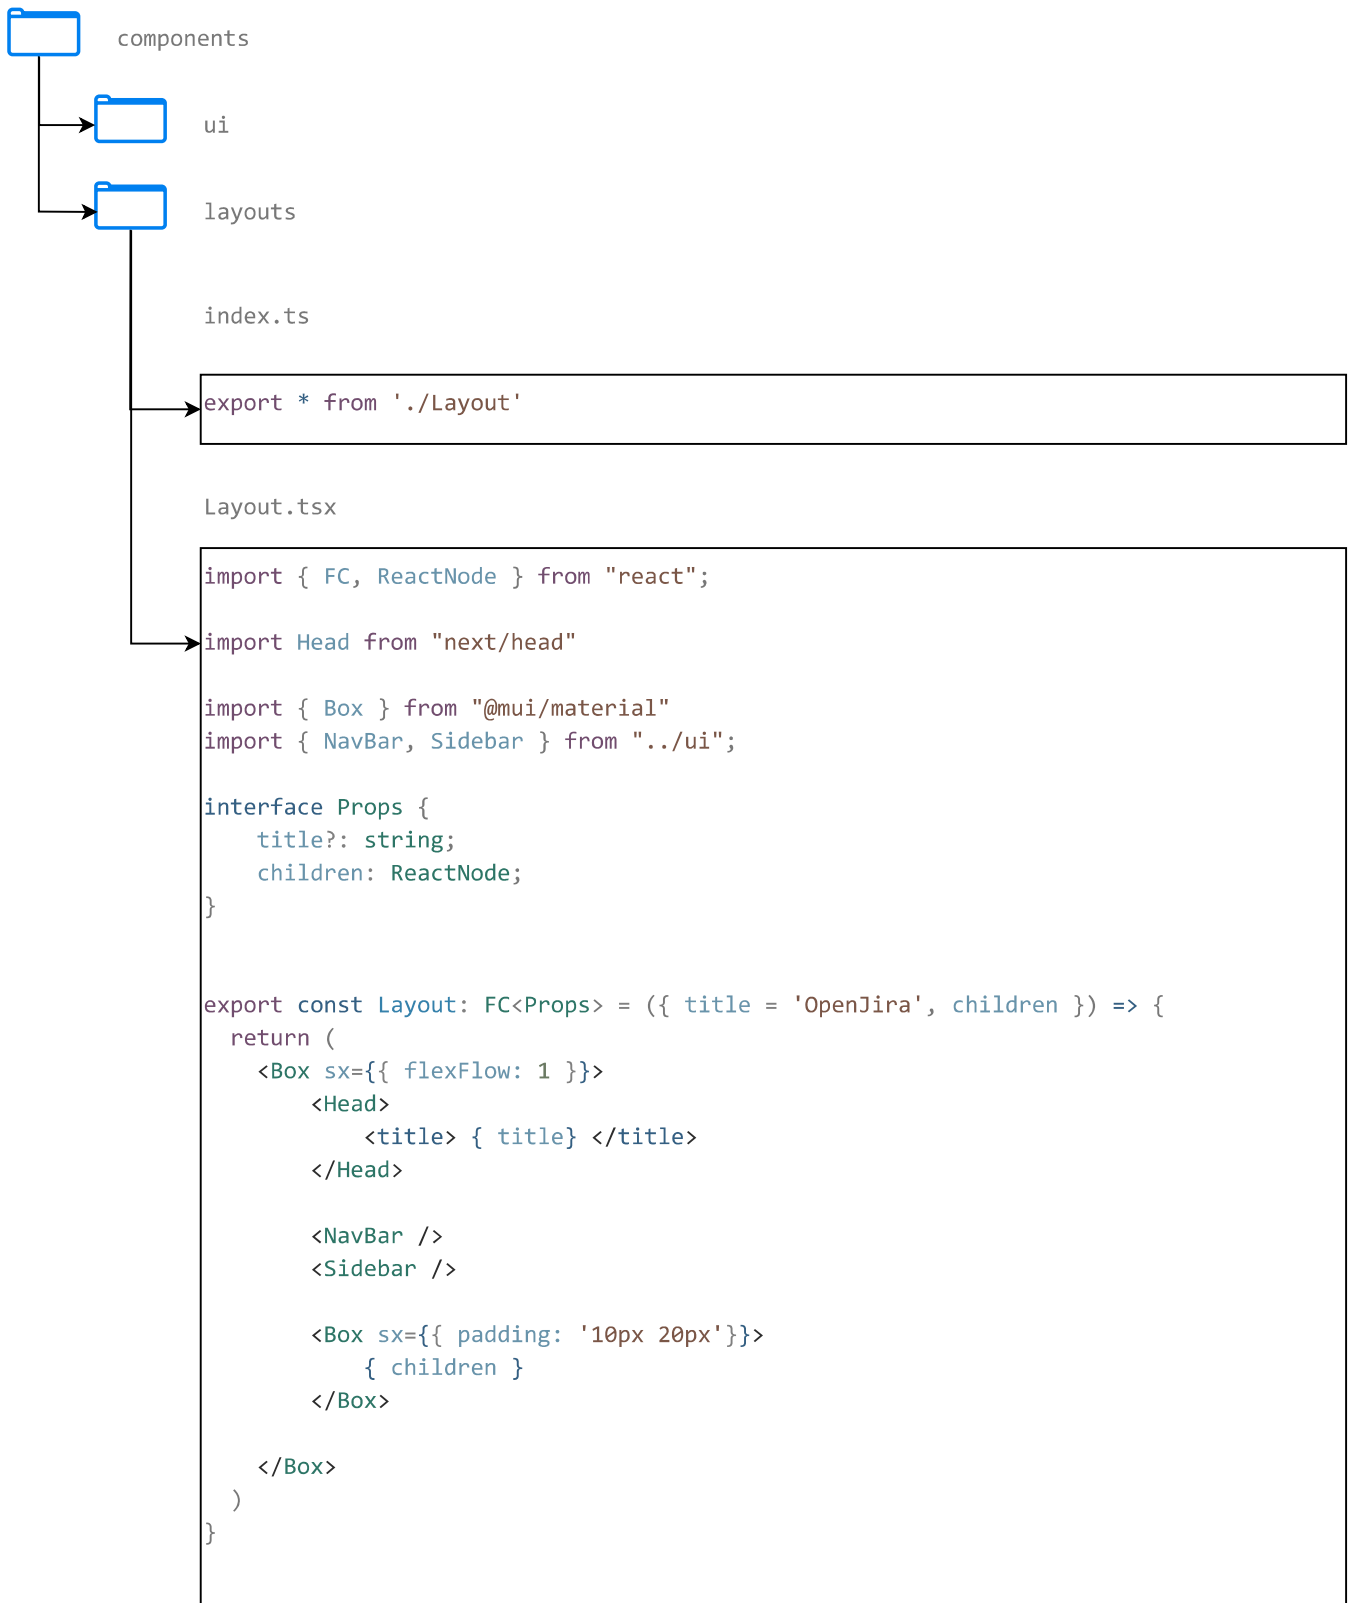 components
ui
layouts
index.ts
export * from './Layout'
Layout.tsx
import { FC, ReactNode } from "react";
import Head from "next/head"
import { Box } from "@mui/material"
import { NavBar, Sidebar } from "../ui";
interface Props {
    title?: string;
    children: ReactNode;
}
export const Layout: FC<Props> = ({ title = 'OpenJira', children }) => {
  return (
    <Box sx={{ flexFlow: 1 }}>
        <Head>
            <title> { title} </title>
        </Head>
        <NavBar />
        <Sidebar />
        <Box sx={{ padding: '10px 20px'}}>
            { children }
        </Box>
    </Box>
  )
}